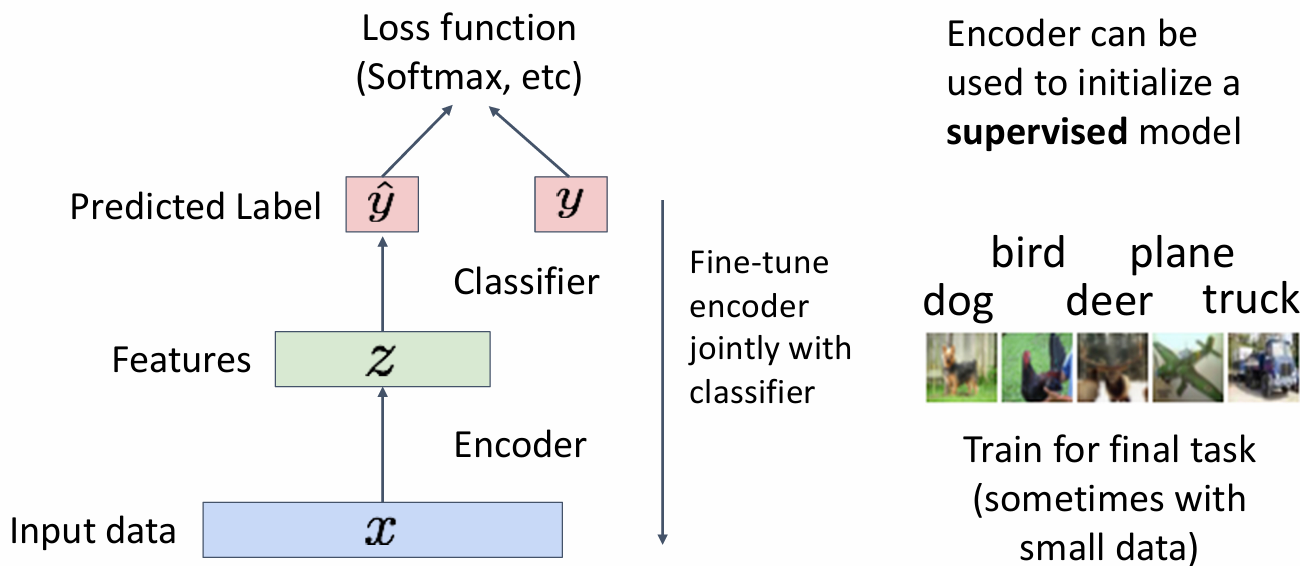 Loss function
(Softmax, etc)
Predicted Label
ŷ
y
Classifier
Features
z
Encoder
Input data
x
Fine-tune
encoder
jointly with
classifier
Encoder can be
used to initialize a
supervised model
bird plane
dog deer truck
Train for final task
(sometimes with
small data)